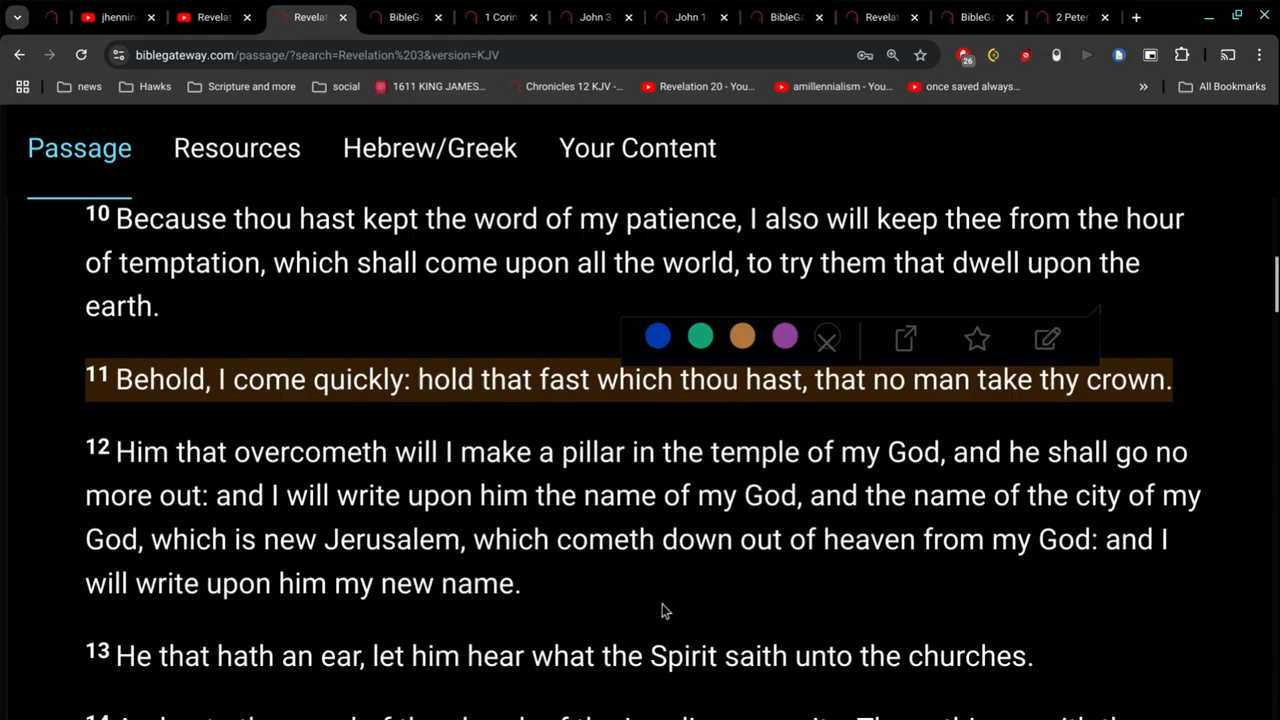 jhennin
Revelat
Revelat
BibleGa
1 Corin
John 3
John 1
BibleGa
Revelat
BibleGa
2 Peter
biblegateway.com/passage/?search=Revelation%203&version=KJV
26
news
Hawks
Scripture and more
social
1611 KING JAMES...
Chronicles 12 KJV -...
Revelation 20 - You...
amillennialism - You...
once saved always...
»
All Bookmarks
Passage
Resources
Hebrew/Greek
Your Content
10 Because thou hast kept the word of my patience, I also will keep thee from the hour
of temptation, which shall come upon all the world, to try them that dwell upon the
earth.
11 Behold, I come quickly: hold that fast which thou hast, that no man take thy crown.
12 Him that overcometh will I make a pillar in the temple of my God, and he shall go no
more out: and I will write upon him the name of my God, and the name of the city of my
God, which is new Jerusalem, which cometh down out of heaven from my God: and I
will write upon him my new name.
13 He that hath an ear, let him hear what the Spirit saith unto the churches.